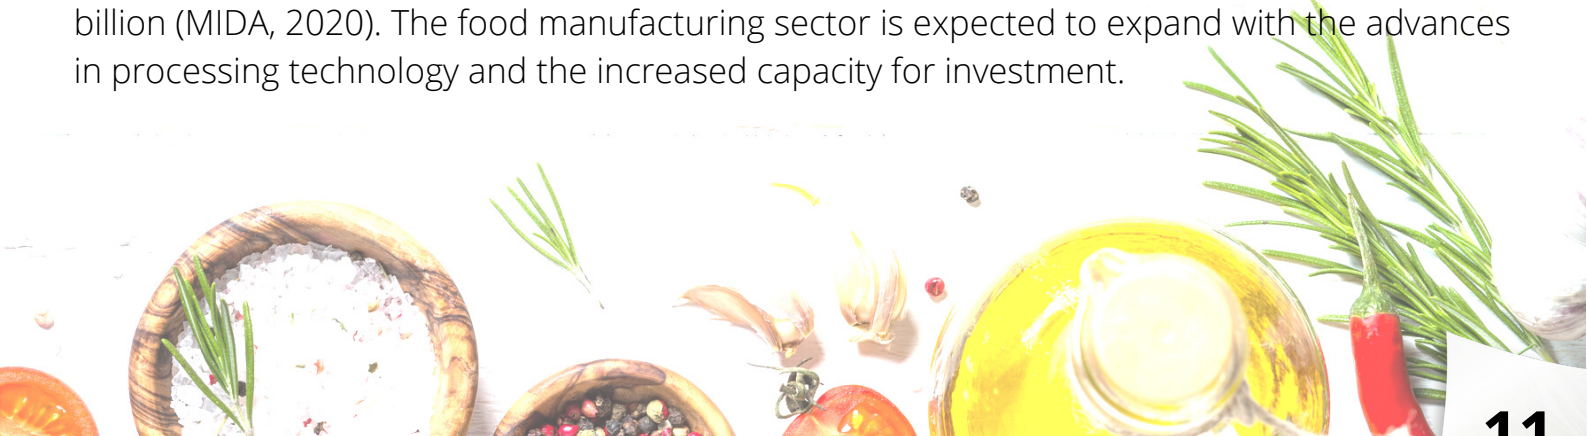 billion (MIDA, 2020). The food manufacturing sector is expected to expand with the advances
in processing technology and the increased capacity for investment.
11